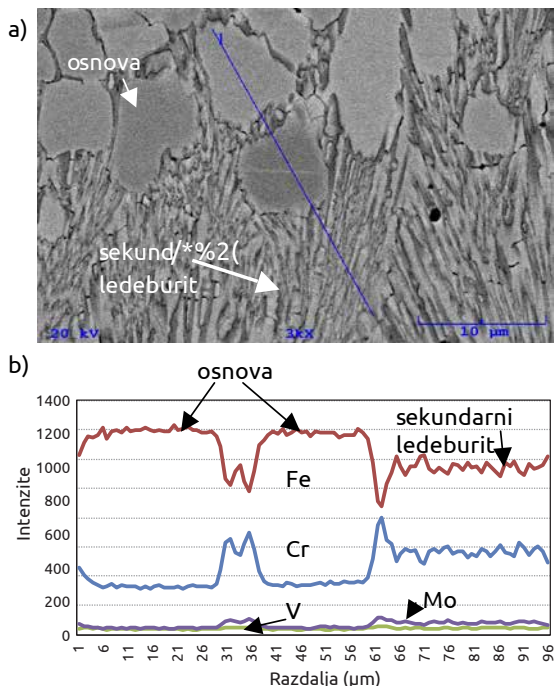 a)
osnova
sekund/*%2(
ledeburit
20 kV
3kX
10 µm
b)
osnova
1400
1200
1000
800
600
400
200
0
Intenzite
sekundarni
ledeburit
Fe
Cr
V
Mo
1 6 11 16 21 26 31 36 41 46 51 56 61 66 71 76 81 86 91 96
Razdalja (µm)